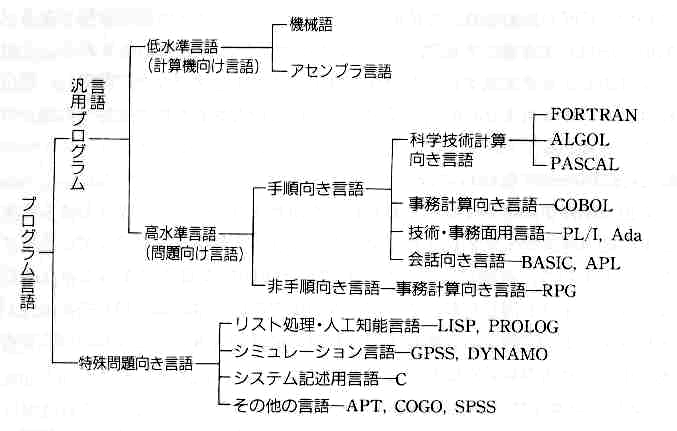 プログラム言語
汎用プログラム
言語
低水準言語
(計算機向け言語)
機械語
アセンブラ言語
高水準言語
(問題向け言語)
手順向き言語
科学技術計算
向き言語
FORTRAN
ALGOL
PASCAL
事務計算向き言語—COBOL
技術・事務両用言語—PL/I, Ada
会話向き言語—BASIC, APL
非手順向き言語—事務計算向き言語—RPG
特殊問題向き言語
リスト処理・人工知能言語—LISP, PROLOG
シミュレーション言語—GPSS, DYNAMO
システム記述用言語—C
その他の言語—APT, COGO, SPSS